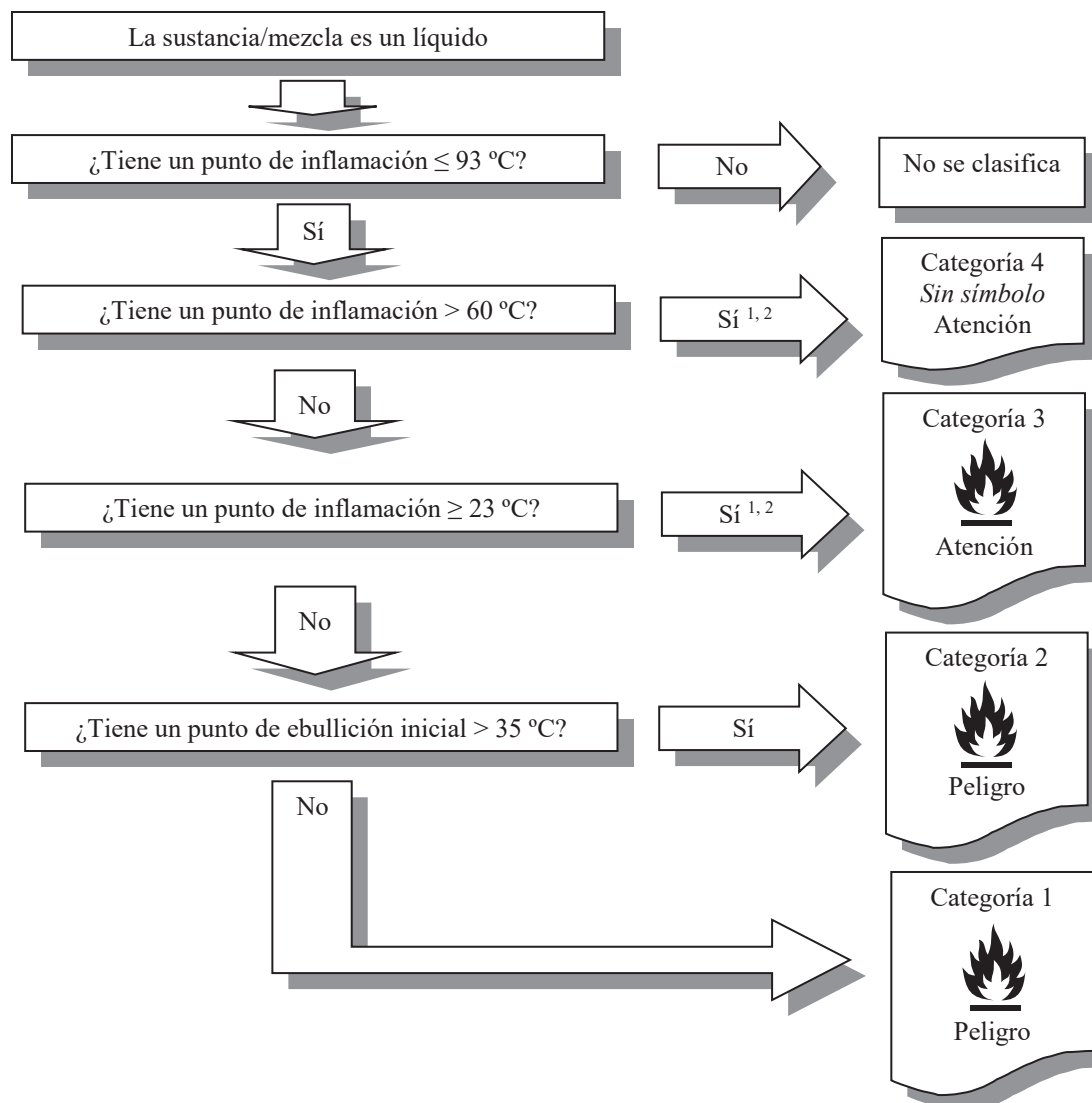 La sustancia/mezcla es un líquido
¿Tiene un punto de inflamación ≤ 93 ºC?
No
No se clasifica
Sí
¿Tiene un punto de inflamación > 60 ºC?
Sí 1, 2
Categoría 4
Sin símbolo
Atención
No
¿Tiene un punto de inflamación ≥ 23 ºC?
Sí 1, 2
Categoría 3
Atención
No
¿Tiene un punto de ebullición inicial > 35 ºC?
Sí
Categoría 2
Peligro
No
Categoría 1
Peligro